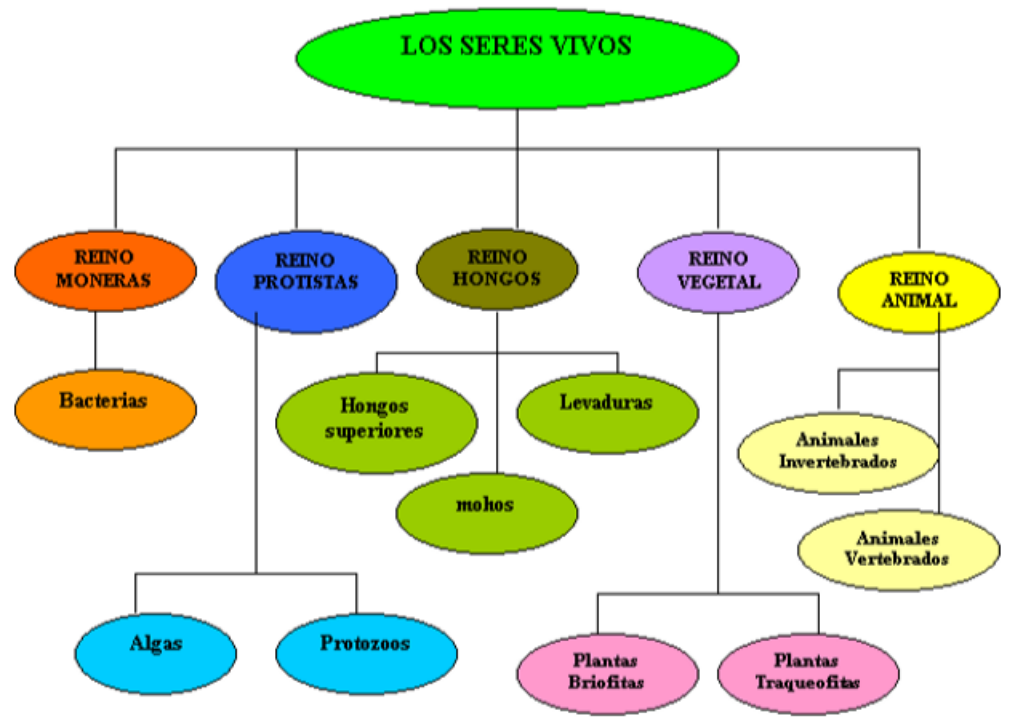 LOS SERES VIVOS
REINO
MONERAS
REINO
PROTISTAS
REINO
HONGOS
REINO
VEGETAL
REINO
ANIMAL
Bacterias
Hongos
superiores
Levaduras
mohos
Animales
Invertebrados
Animales
Vertebrados
Algas
Protozoos
Plantas
Briofitas
Plantas
Traqueofitas